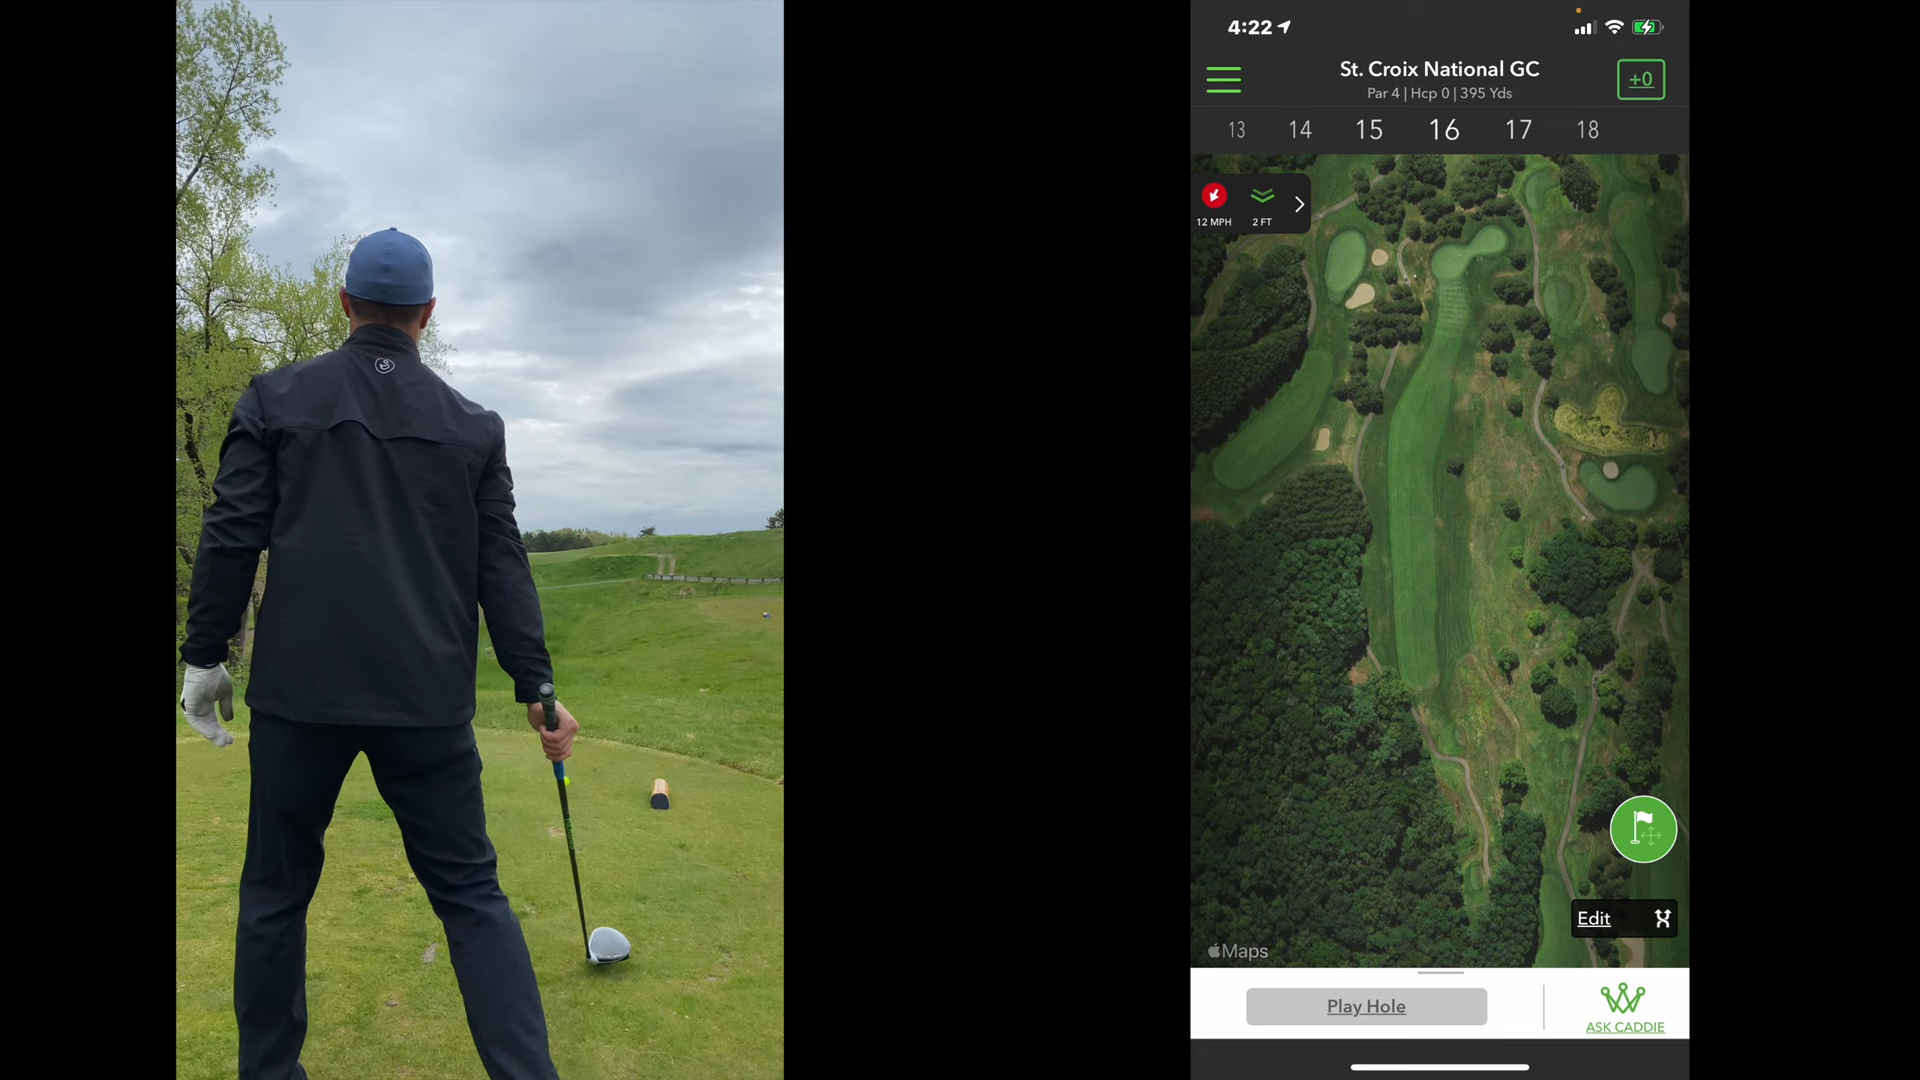 4:22
St. Croix National GC
+0
Par 4 | Hcp 0 | 395 Yds
13 14 15 16 17 18
12 MPH 2 FT
Edit
Maps
Play Hole
ASK CADDIE